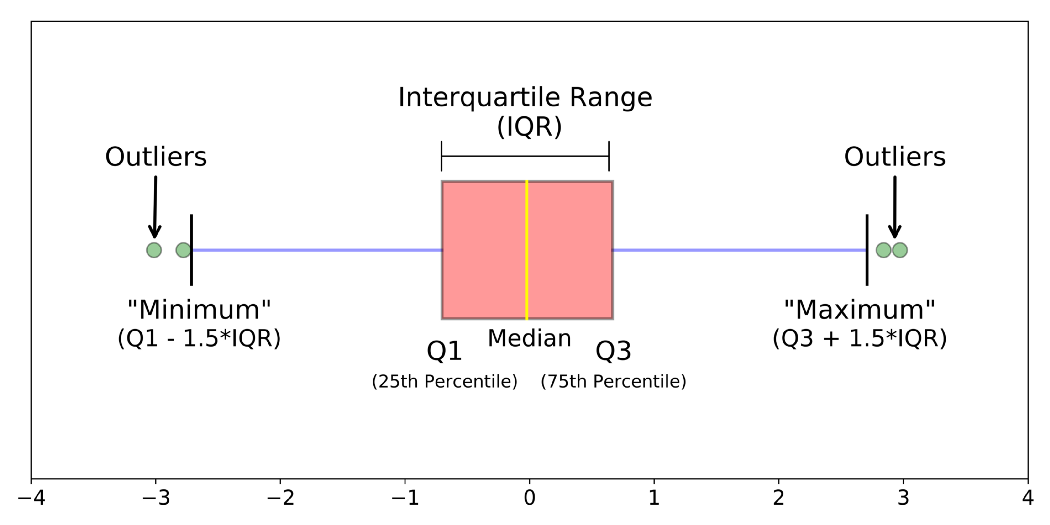 Interquartile Range
(IQR)
Outliers
Outliers
"Minimum"
(Q1 - 1.5*IQR)
"Maximum"
(Q3 + 1.5*IQR)
Median
Q1
Q3
(25th Percentile)
(75th Percentile)
−4
−3
−2
−1
0
1
2
3
4